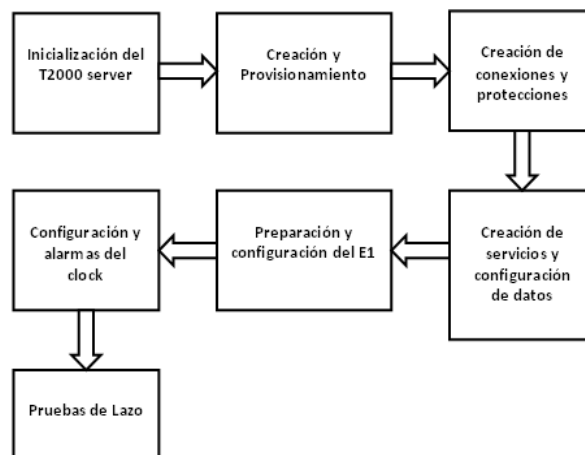 Inicialización del
T2000 server
Creación y
Provisionamiento
Creación de
conexiones y
protecciones
Creación de
servicios y
configuración
de datos
Preparación y
configuración del E1
Configuración y
alarmas del
clock
Pruebas de Lazo